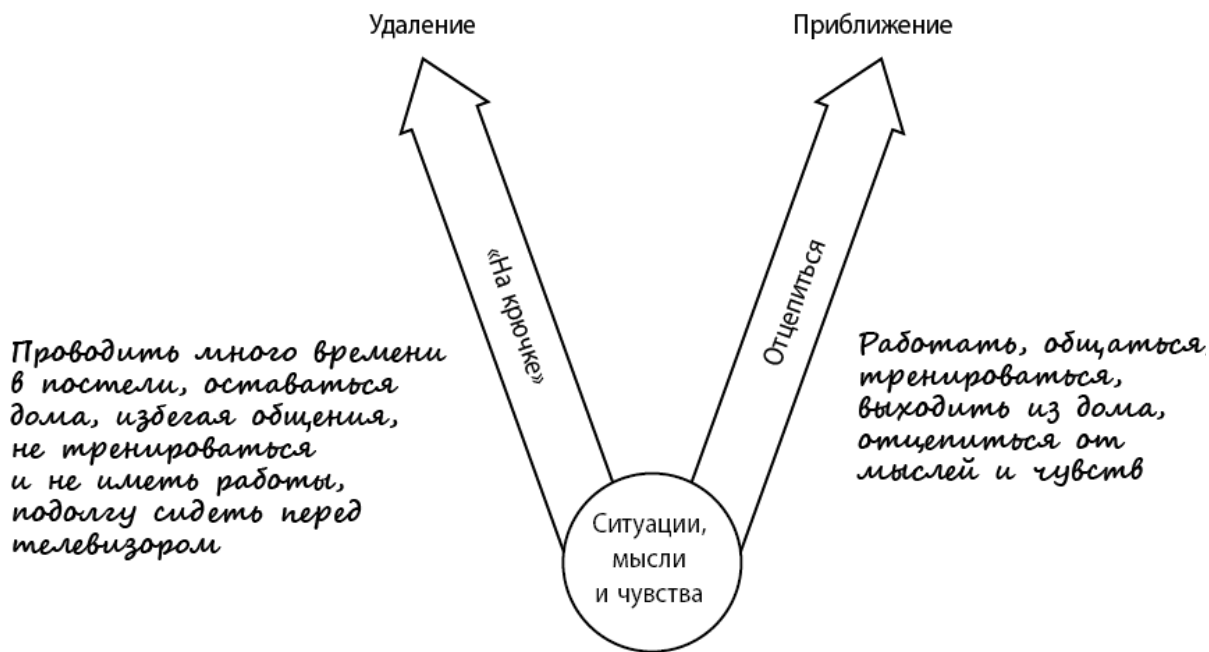 Удаление
Приближение
«На крючке»
Отцепиться
Проводить много времени
в постели, оставаться
дома, избегая общения,
не тренироваться
и не иметь работы,
подолгу сидеть перед
телевизором
Работать, общаться,
тренироваться,
выходить из дома,
отцепиться от
мыслей и чувств
Ситуации,
мысли
и чувства